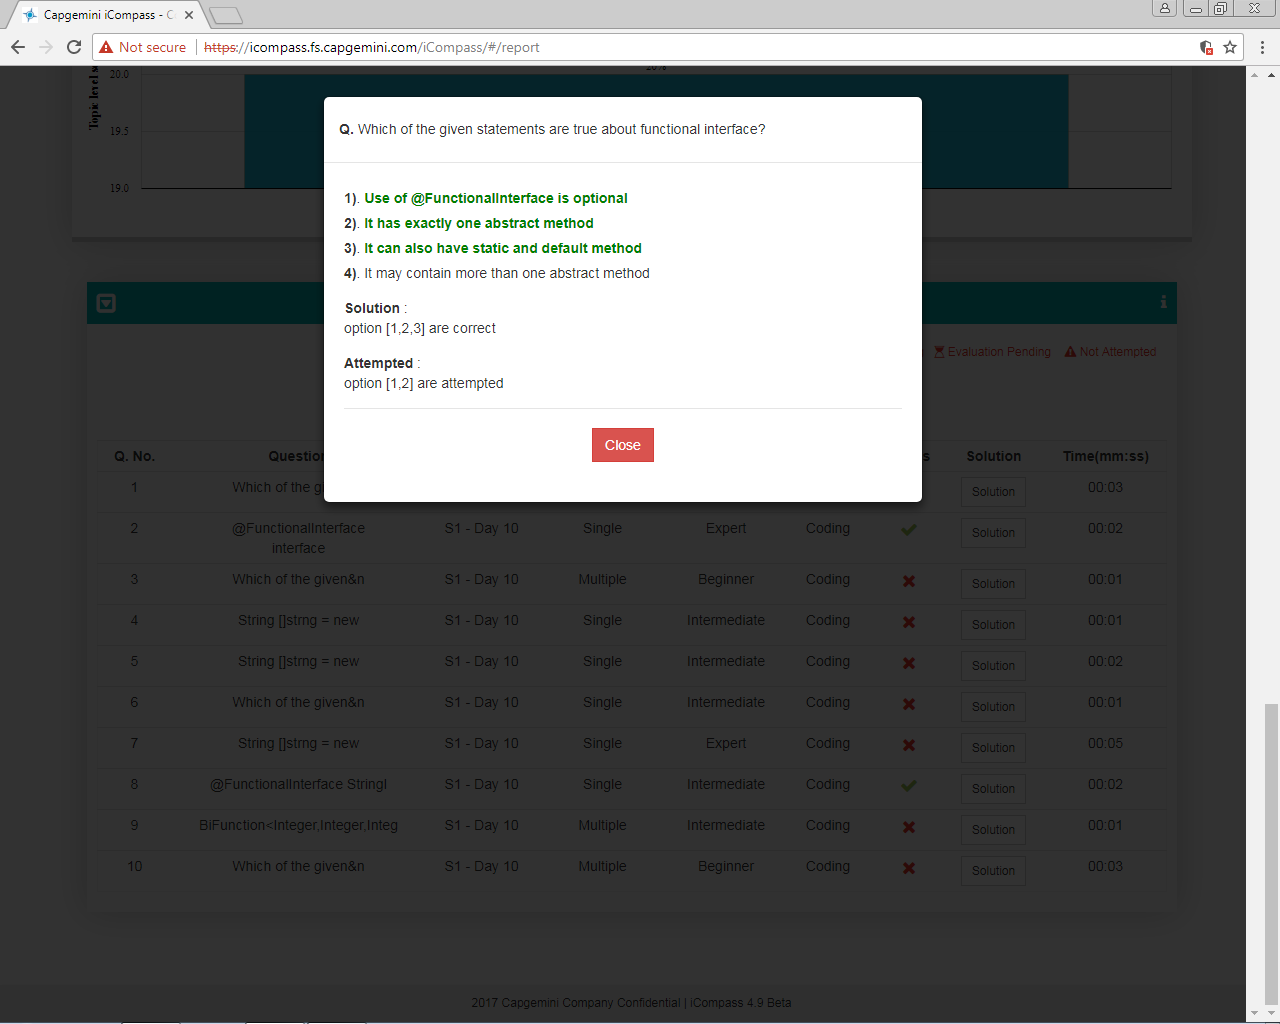 Capgemini iCompass - C
Not secure | https://icompass.fs.capgemini.com/iCompass/#/report
20.0
19.5
19.0
Q. Which of the given statements are true about functional interface?
1). Use of @FunctionalInterface is optional
2). It has exactly one abstract method
3). It can also have static and default method
4). It may contain more than one abstract method
Solution :
option [1,2,3] are correct
Attempted :
option [1,2] are attempted
Close
Evaluation Pending Not Attempted
Q. No. Question Solution Time(mm:ss)
1 Which of the g Solution 00:03
2 @FunctionalInterface interface S1 - Day 10 Single Expert Coding Solution 00:02
3 Which of the given&n S1 - Day 10 Multiple Beginner Coding Solution 00:01
4 String []strng = new S1 - Day 10 Single Intermediate Coding Solution 00:01
5 String []strng = new S1 - Day 10 Single Intermediate Coding Solution 00:02
6 Which of the given&n S1 - Day 10 Single Intermediate Coding Solution 00:01
7 String []strng = new S1 - Day 10 Single Expert Coding Solution 00:05
8 @FunctionalInterface StringI S1 - Day 10 Single Intermediate Coding Solution 00:02
9 BiFunction<Integer,Integer,Integ S1 - Day 10 Multiple Intermediate Coding Solution 00:01
10 Which of the given&n S1 - Day 10 Multiple Beginner Coding Solution 00:03
2017 Capgemini Company Confidential | iCompass 4.9 Beta